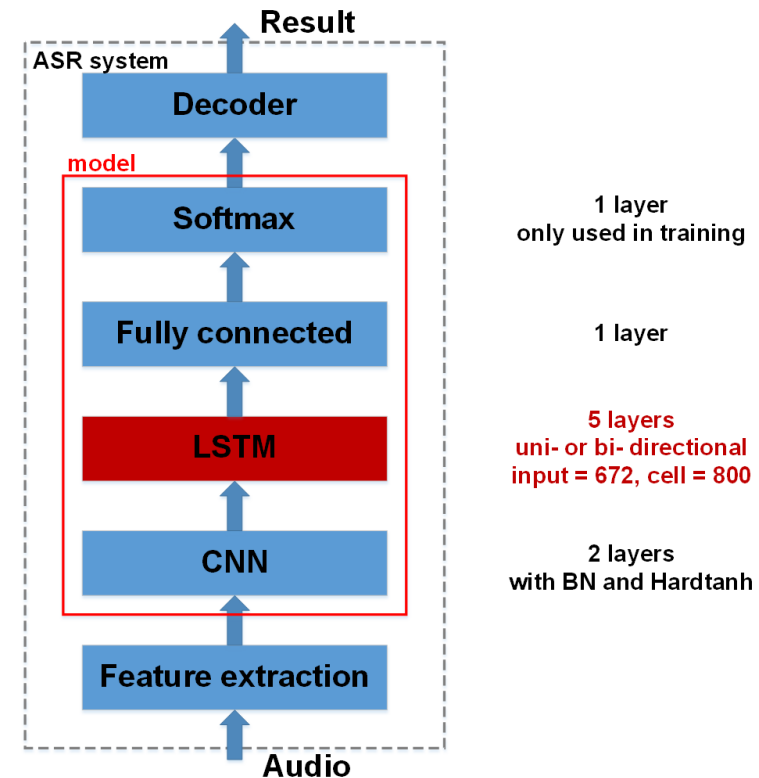 Result
ASR system
Decoder
model
Softmax
1 layer
only used in training
Fully connected
1 layer
LSTM
5 layers
uni- or bi- directional
input = 672, cell = 800
CNN
2 layers
with BN and Hardtanh
Feature extraction
Audio